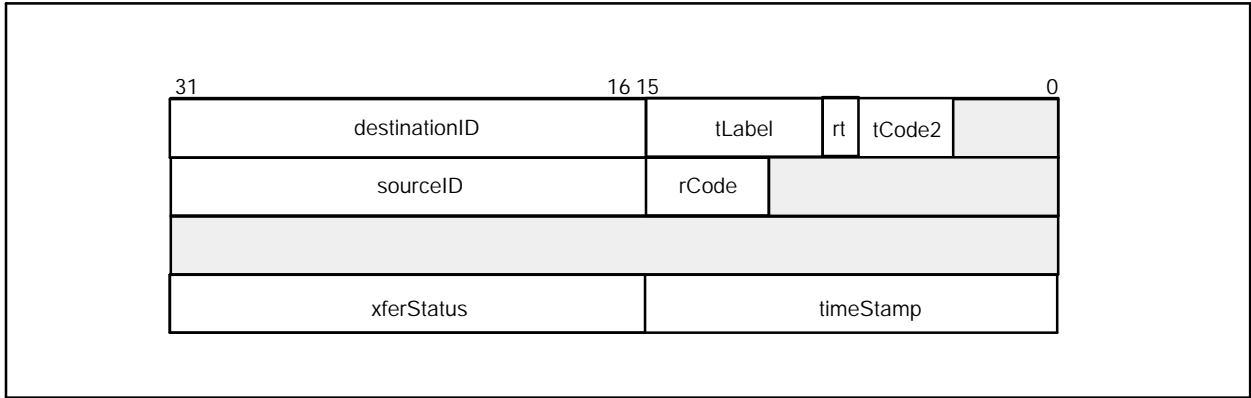 31 16 15 0
destinationID tLabel rt tCode2
sourceID rCode
xferStatus timeStamp